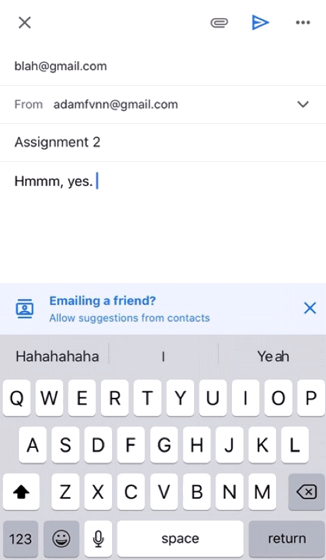 blah@gmail.com
From adamfvnn@gmail.com
Assignment 2
Hmmm, yes.
Emailing a friend?
Allow suggestions from contacts
Hahahahaha I Yeah
Q W E R T Y U I O P
A S D F G H J K L
Z X C V B N M
123 space return